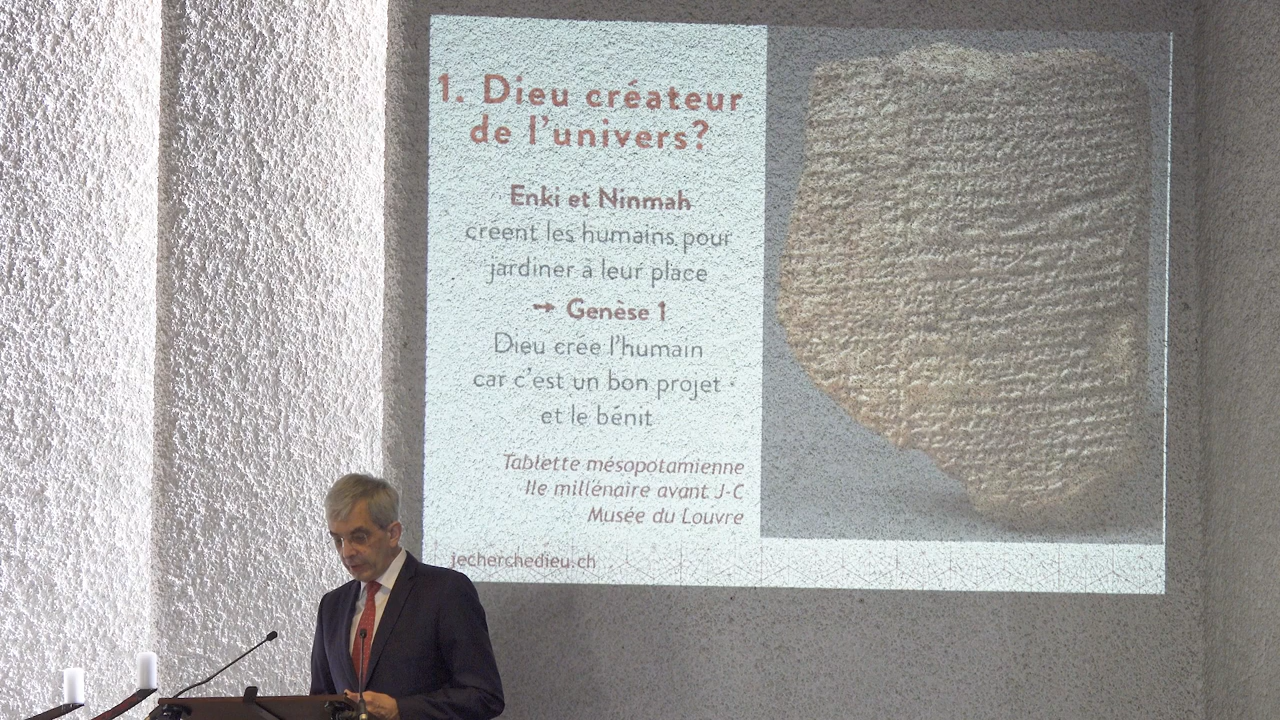 1. Dieu créateur
de l'univers?
Enki et Ninmah
créent les humains pour
jardiner à leur place
→ Genèse 1
Dieu crée l'humain
car c'est un bon projet
et le bénit
Tablette mésopotamienne
IIe millénaire avant J-C
Musée du Louvre
jecherchedieu.ch